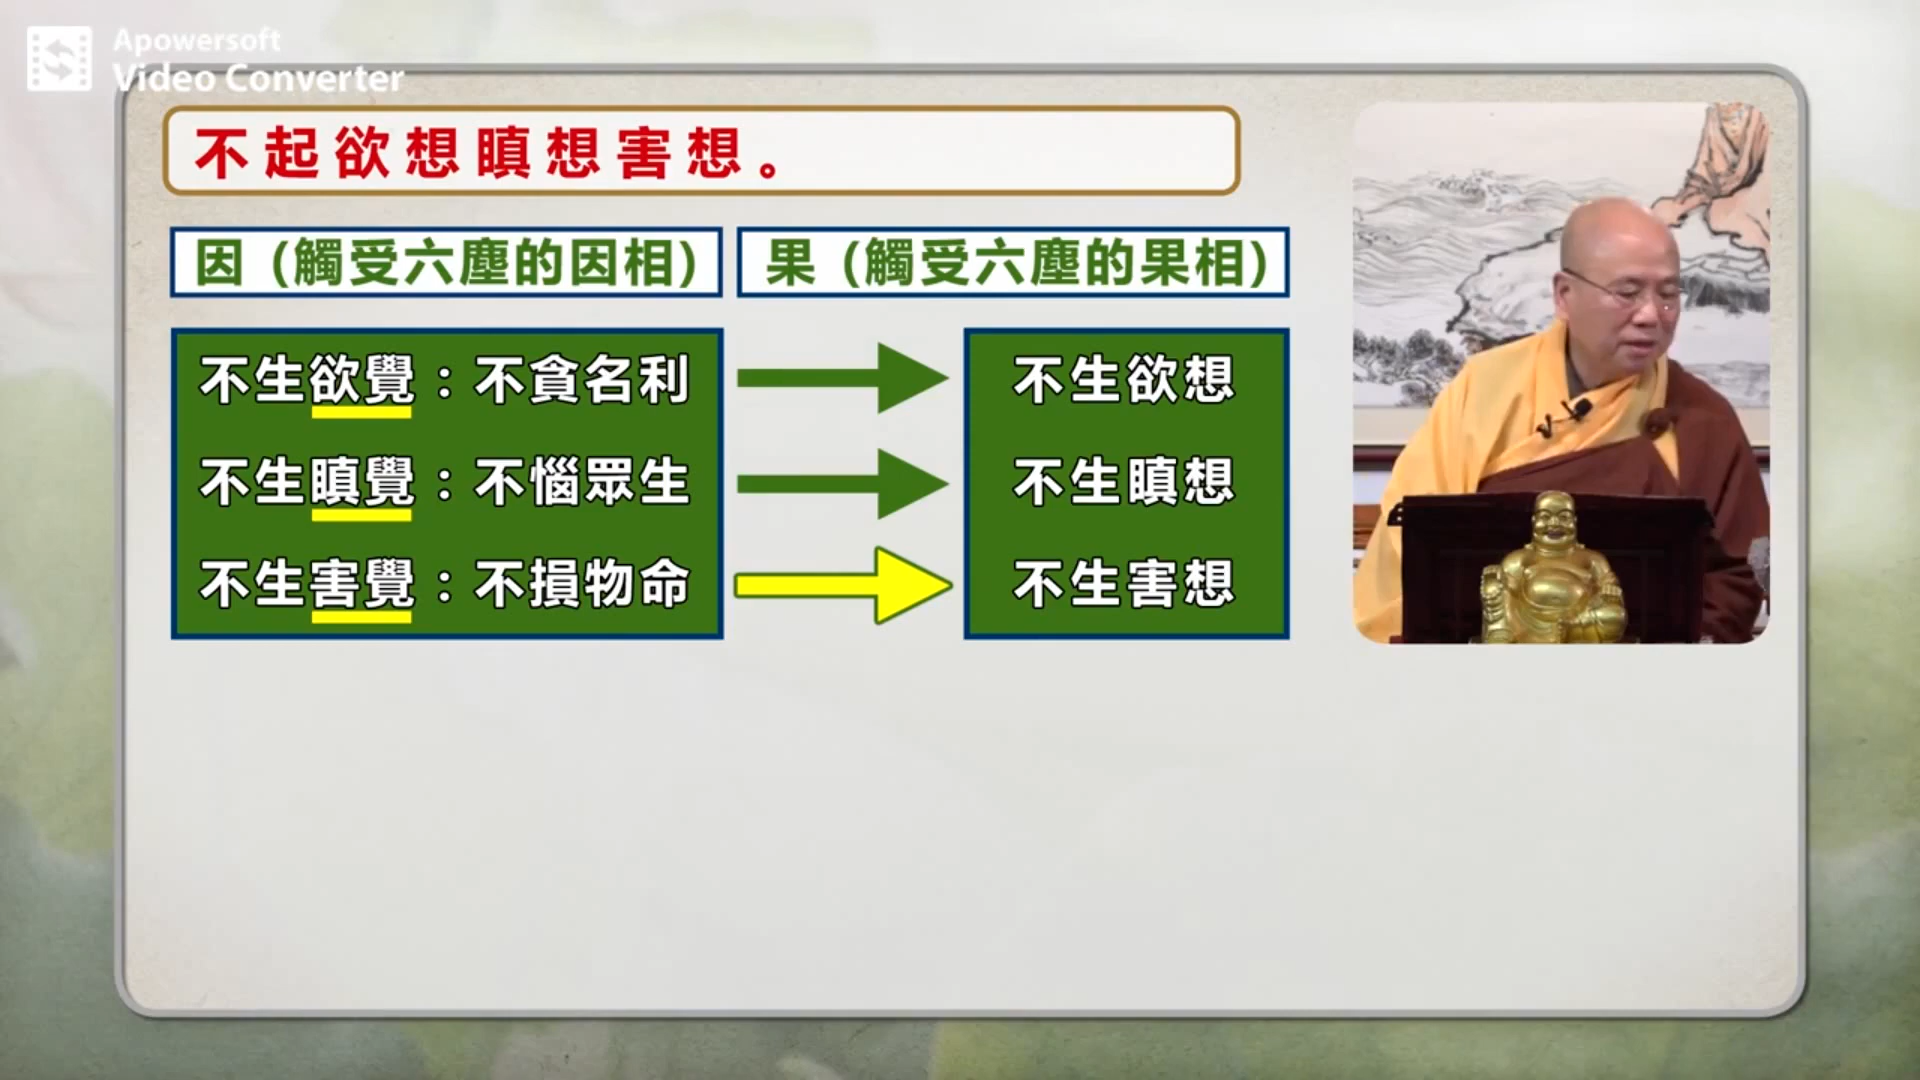 Apowersoft
Video Converter
不起欲想瞋想害想。
因 (觸受六塵的因相) 果 (觸受六塵的果相)
不生欲覺：不貪名利 不生欲想
不生瞋覺：不惱眾生 不生瞋想
不生害覺：不損物命 不生害想